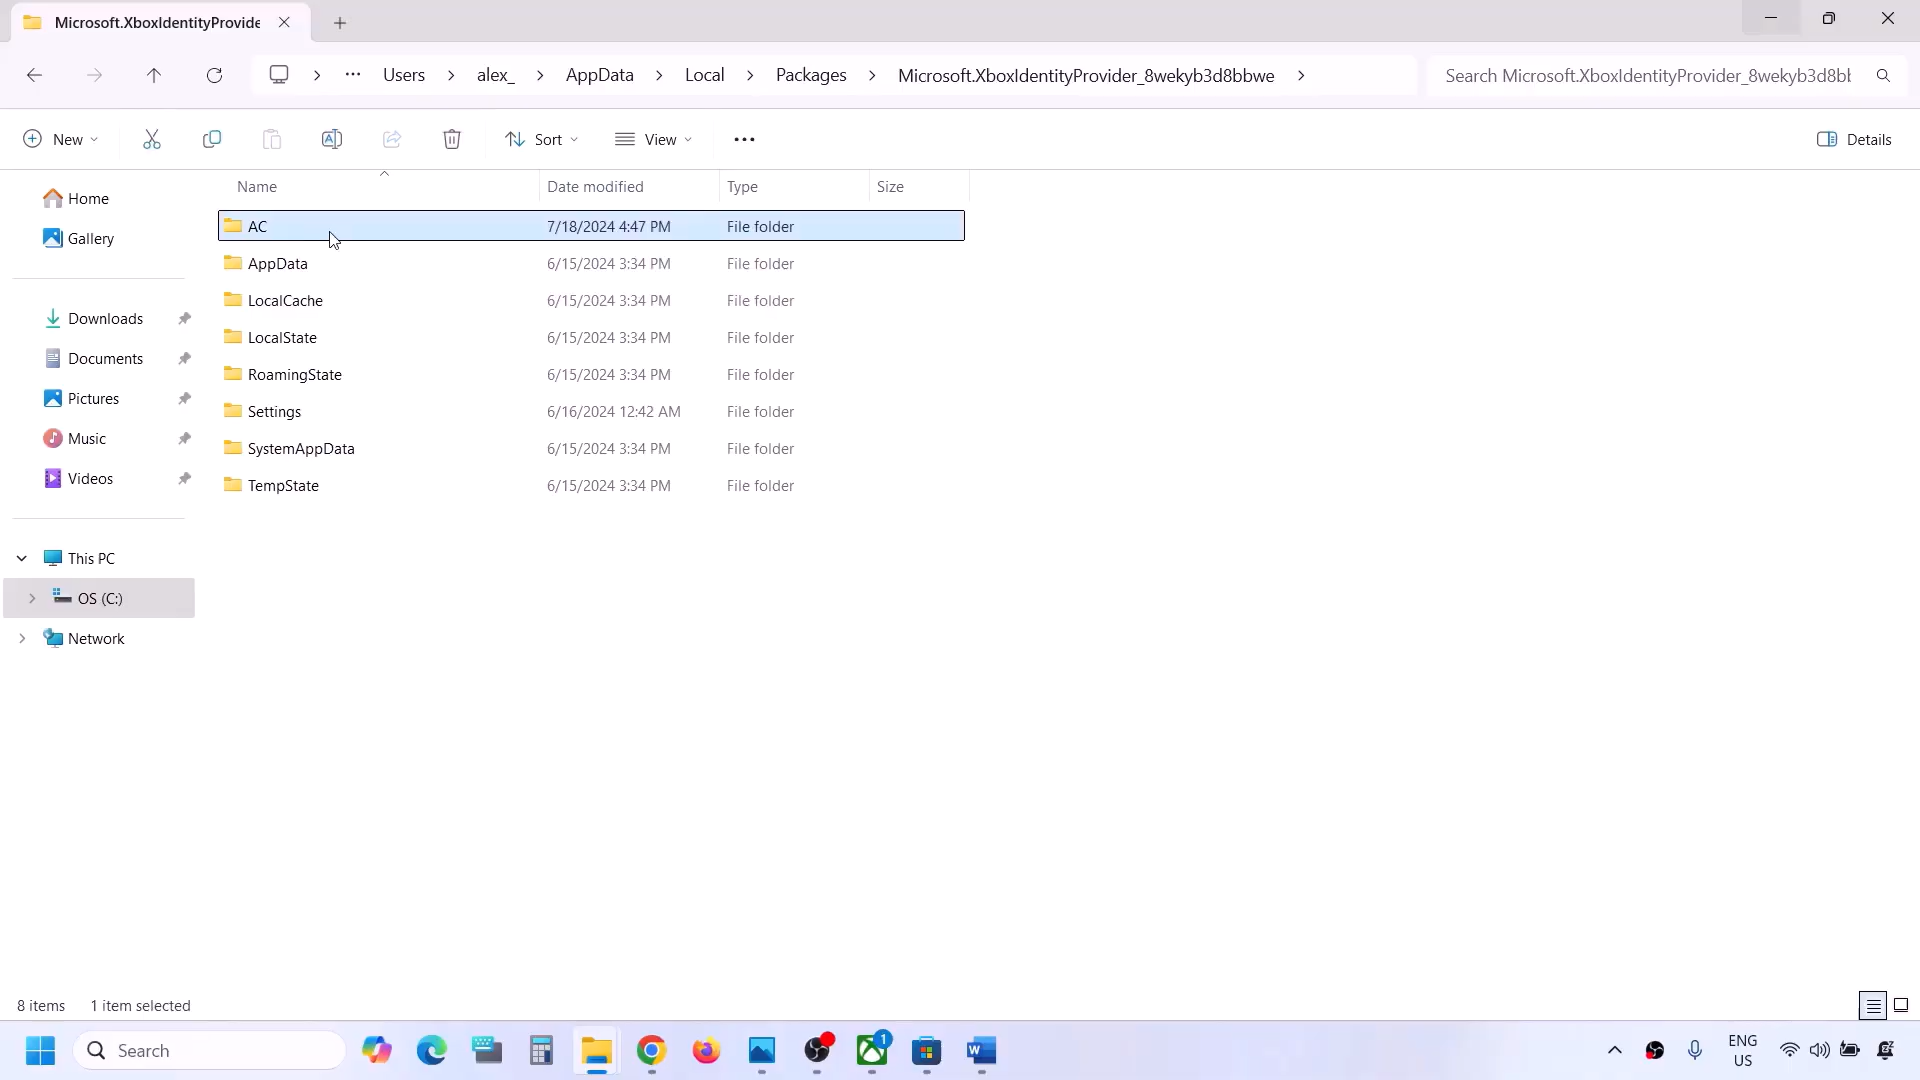 Microsoft.XboxIdentityProvide
Users
alex_
AppData
Local
Packages
Microsoft.XboxIdentityProvider_8wekyb3d8bbwe
Search Microsoft.XboxIdentityProvider_8wekyb3d8bl
New
Sort
View
Details
Name
Date modified
Type
Size
Home
Gallery
Downloads
Documents
Pictures
Music
Videos
This PC
OS (C:)
Network
AC 7/18/2024 4:47 PM File folder
AppData 6/15/2024 3:34 PM File folder
LocalCache 6/15/2024 3:34 PM File folder
LocalState 6/15/2024 3:34 PM File folder
RoamingState 6/15/2024 3:34 PM File folder
Settings 6/16/2024 12:42 AM File folder
SystemAppData 6/15/2024 3:34 PM File folder
TempState 6/15/2024 3:34 PM File folder
8 items
1 item selected
Search
1
ENG
US